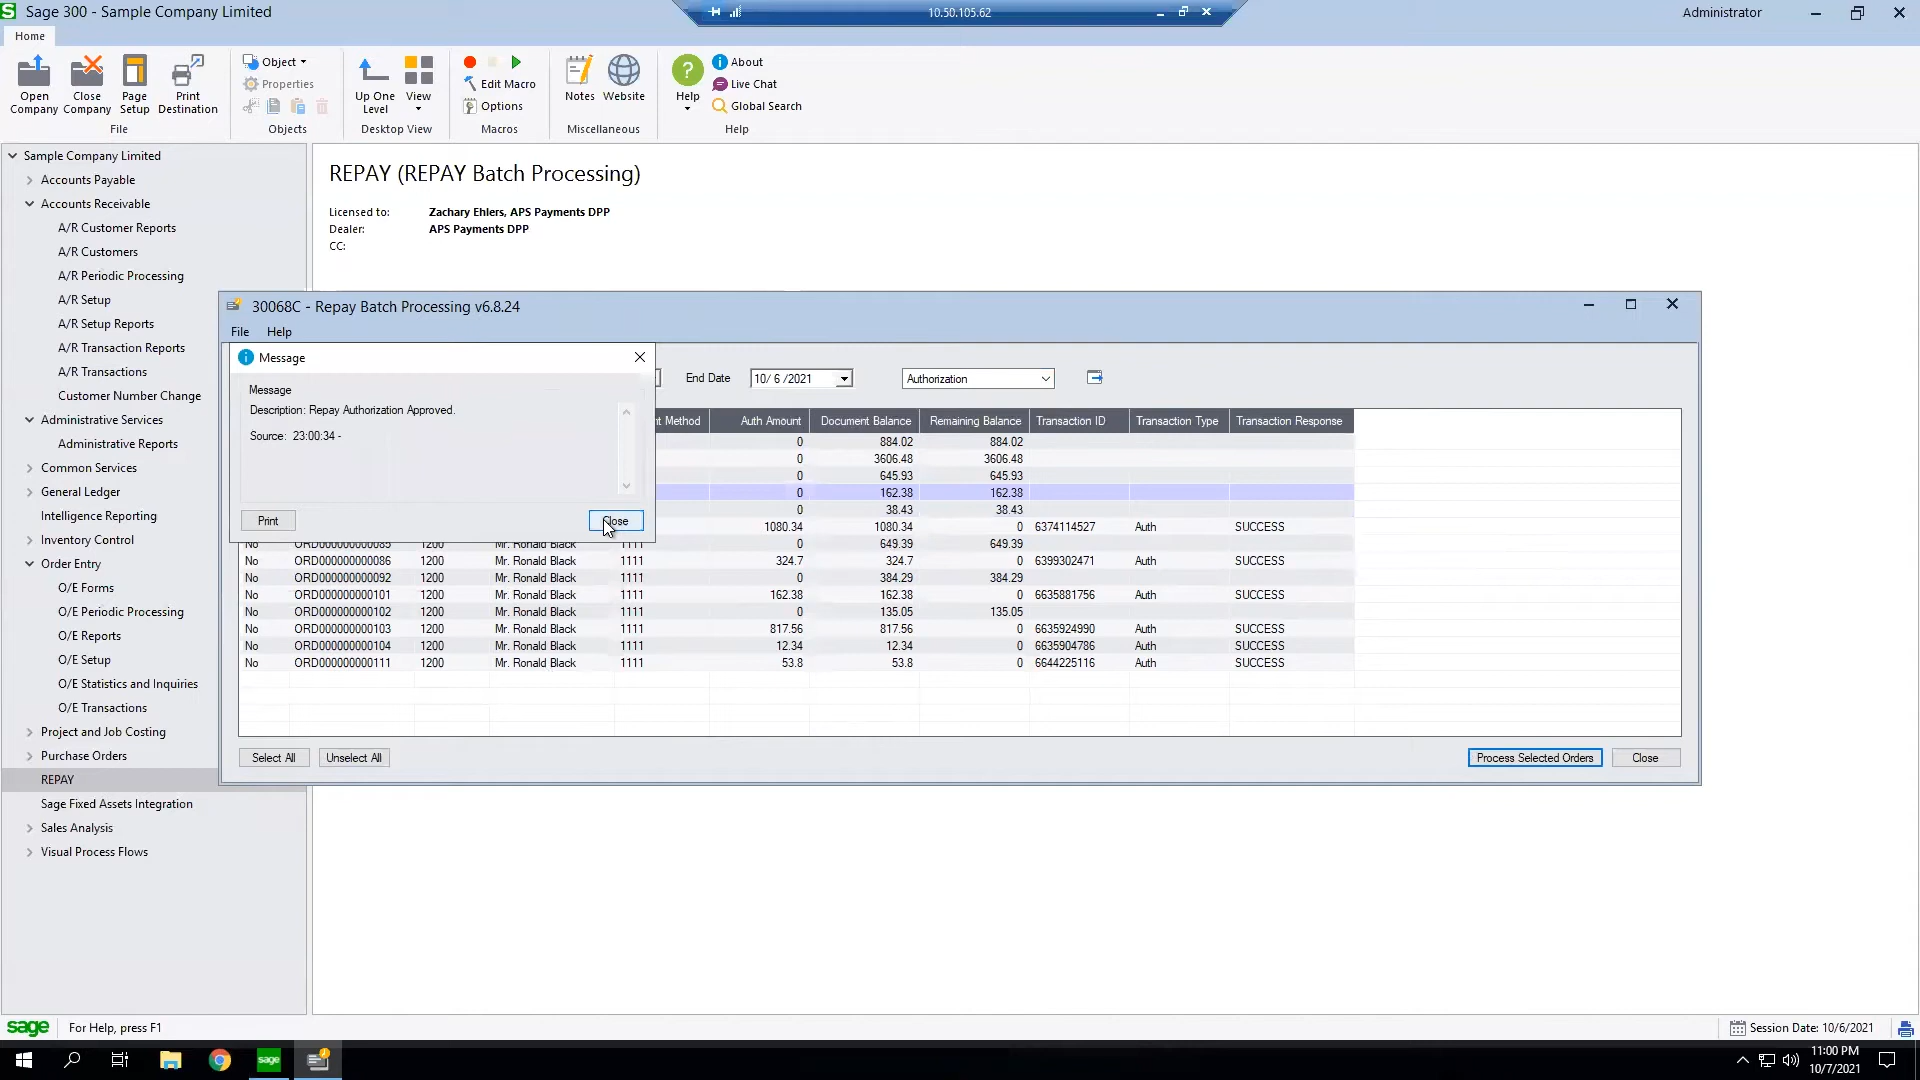 Sage 300 - Sample Company Limited
10.50.105.62
Administrator
Home
Open Company
Close Company
Page Setup
Print Destination
File
Object
Properties
Objects
Up One Level
View
Desktop View
Edit Macro
Options
Macros
Notes
Website
Miscellaneous
Help
About
Live Chat
Global Search
Help
Sample Company Limited
Accounts Payable
Accounts Receivable
A/R Customer Reports
A/R Customers
A/R Periodic Processing
A/R Setup
A/R Setup Reports
A/R Transaction Reports
A/R Transactions
Customer Number Change
Administrative Services
Administrative Reports
Common Services
General Ledger
Intelligence Reporting
Inventory Control
Order Entry
O/E Forms
O/E Periodic Processing
O/E Reports
O/E Setup
O/E Statistics and Inquiries
O/E Transactions
Project and Job Costing
Purchase Orders
REPAY
Sage Fixed Assets Integration
Sales Analysis
Visual Process Flows
REPAY (REPAY Batch Processing)
Licensed to: Zachary Ehlers, APS Payments DPP
Dealer: APS Payments DPP
CC:
30068C - Repay Batch Processing v6.8.24
File Help
Message
Message
Description: Repay Authorization Approved.
Source: 23:00:34 -
Print Close
End Date 10/ 6 /2021 Authorization
nt Method Auth Amount Document Balance Remaining Balance Transaction ID Transaction Type Transaction Response
0 884.02 884.02
0 3606.48 3606.48
0 645.93 645.93
0 162.38 162.38
0 38.43 38.43
1080.34 1080.34 0 6374114527 Auth SUCCESS
No ORD000000000085 1200 Mr. Ronald Black 1111 0 649.39 649.39
No ORD000000000086 1200 Mr. Ronald Black 1111 324.7 324.7 0 6399302471 Auth SUCCESS
No ORD000000000092 1200 Mr. Ronald Black 1111 0 384.29 384.29
No ORD000000000101 1200 Mr. Ronald Black 1111 162.38 162.38 0 6635881756 Auth SUCCESS
No ORD000000000102 1200 Mr. Ronald Black 1111 0 135.05 135.05
No ORD000000000103 1200 Mr. Ronald Black 1111 817.56 817.56 0 6635924990 Auth SUCCESS
No ORD000000000104 1200 Mr. Ronald Black 1111 12.34 12.34 0 6635904786 Auth SUCCESS
No ORD000000000111 1200 Mr. Ronald Black 1111 53.8 53.8 0 6644225116 Auth SUCCESS
Select All Unselect All Process Selected Orders Close
sage For Help, press F1
Session Date: 10/6/2021
sage
11:00 PM
10/7/2021